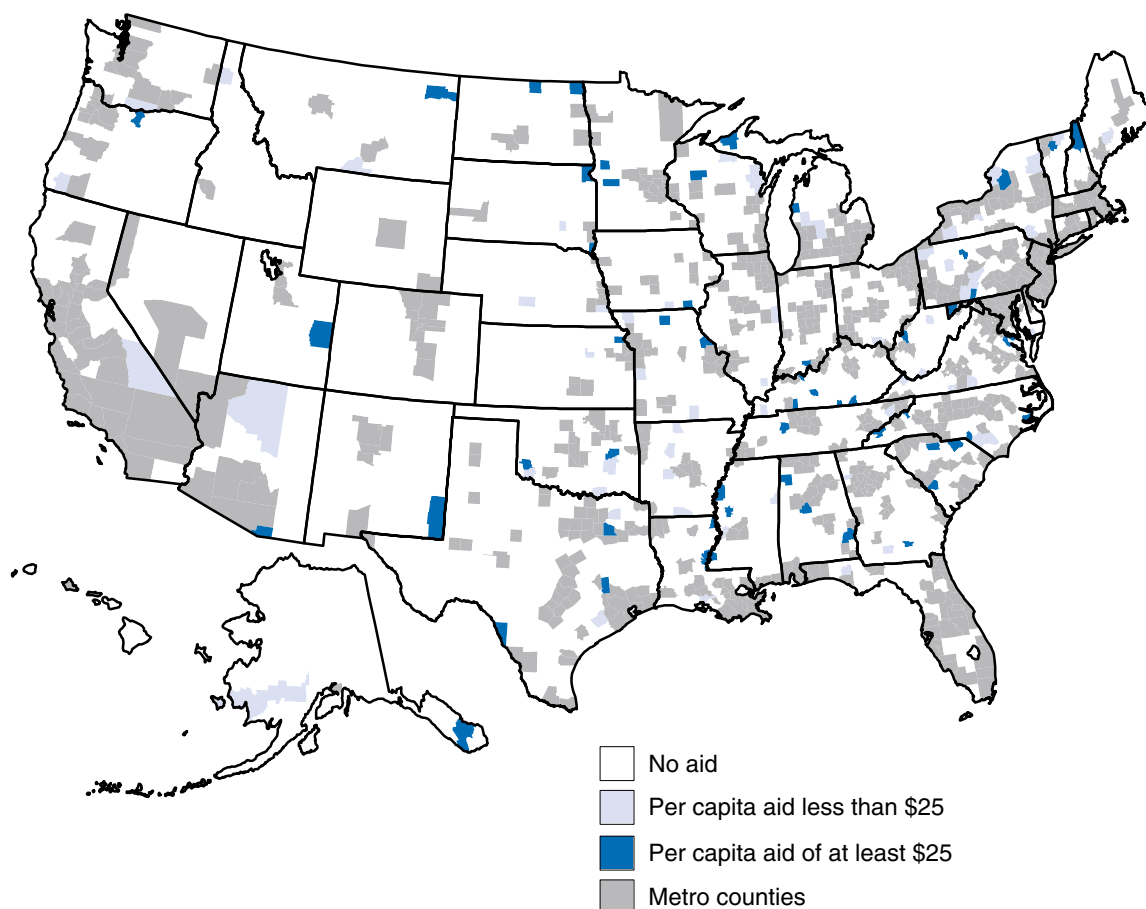 No aid
Per capita aid less than $25
Per capita aid of at least $25
Metro counties